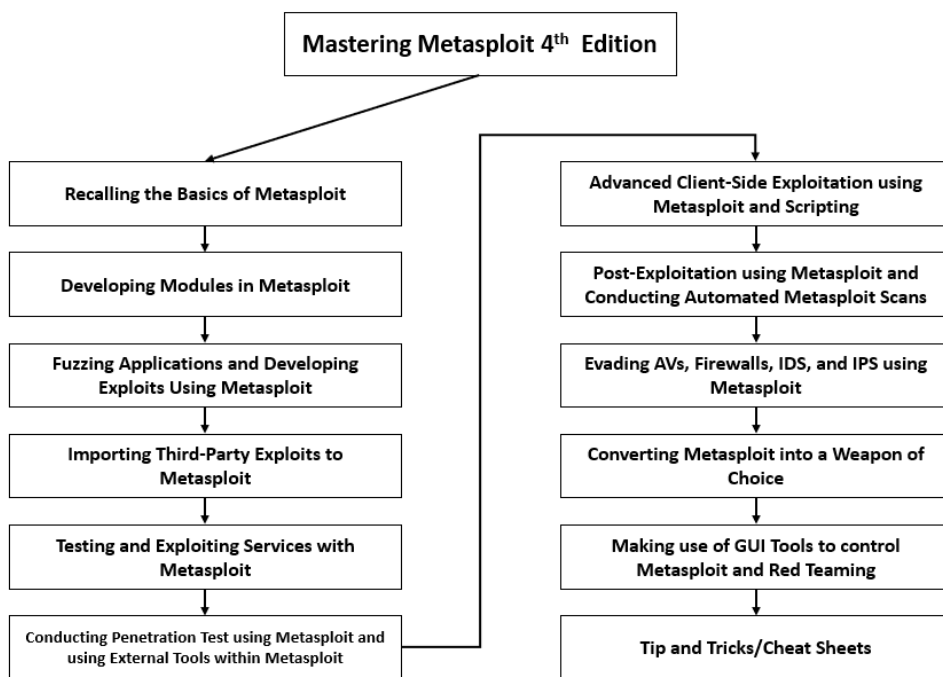 Mastering Metasploit 4th Edition
Recalling the Basics of Metasploit
Developing Modules in Metasploit
Fuzzing Applications and Developing
Exploits Using Metasploit
Importing Third-Party Exploits to
Metasploit
Testing and Exploiting Services with
Metasploit
Conducting Penetration Test using Metasploit and
using External Tools within Metasploit
Advanced Client-Side Exploitation using
Metasploit and Scripting
Post-Exploitation using Metasploit and
Conducting Automated Metasploit Scans
Evading AVs, Firewalls, IDS, and IPS using
Metasploit
Converting Metasploit into a Weapon of
Choice
Making use of GUI Tools to control
Metasploit and Red Teaming
Tip and Tricks/Cheat Sheets